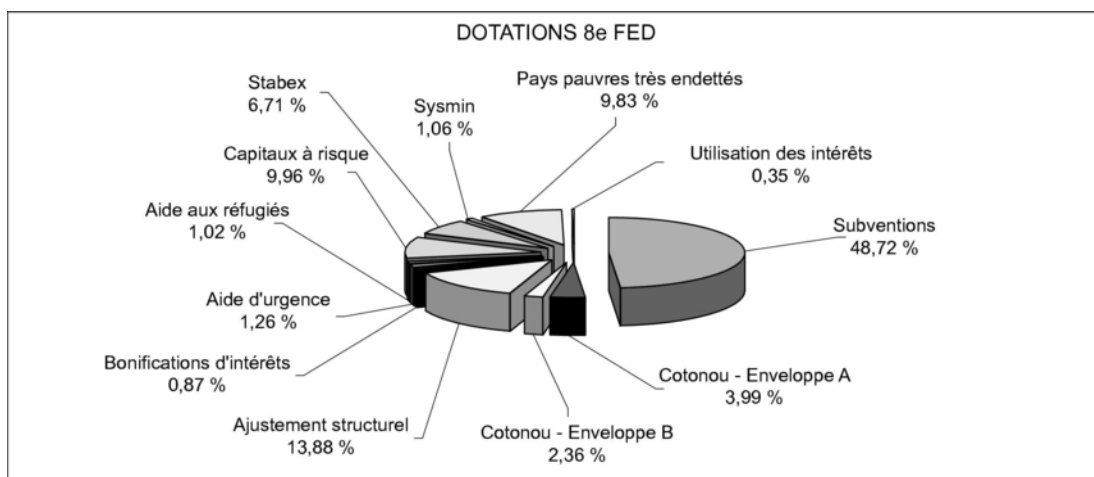 DOTATIONS 8e FED
Pays pauvres très endettés
9,83 %
Stabex
6,71 %
Sysmin
1,06 %
Utilisation des intérêts
0,35 %
Capitaux à risque
9,96 %
Aide aux réfugiés
1,02 %
Subventions
48,72 %
Aide d'urgence
1,26 %
Bonifications d'intérêts
0,87 %
Cotonou - Enveloppe A
3,99 %
Ajustement structurel
13,88 %
Cotonou - Enveloppe B
2,36 %